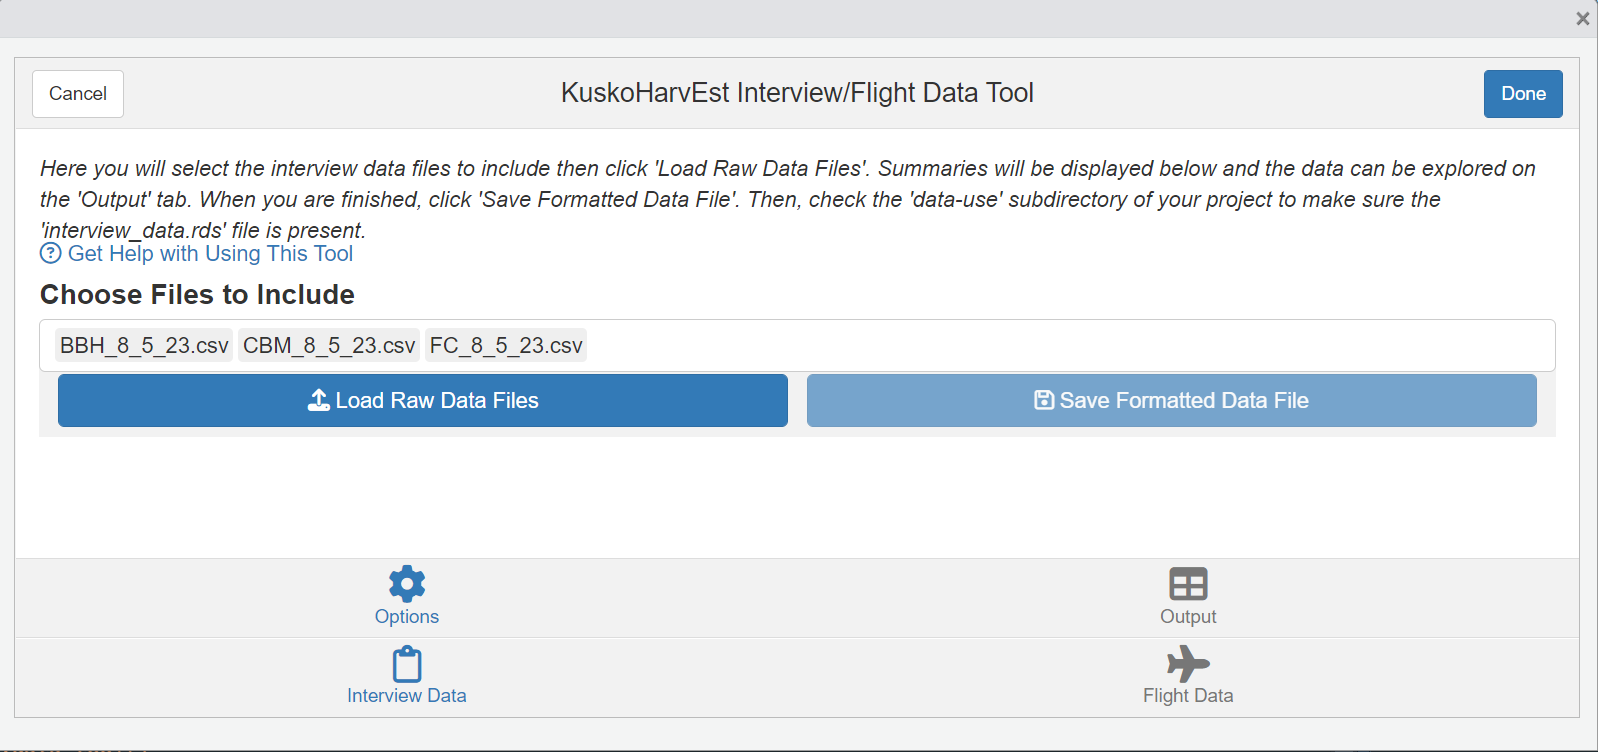 Cancel
KuskoHarvEst Interview/Flight Data Tool
Done
Here you will select the interview data files to include then click 'Load Raw Data Files'. Summaries will be displayed below and the data can be explored on
the 'Output' tab. When you are finished, click 'Save Formatted Data File'. Then, check the 'data-use' subdirectory of your project to make sure the
'interview_data.rds' file is present.
Get Help with Using This Tool
Choose Files to Include
BBH_8_5_23.csv CBM_8_5_23.csv FC_8_5_23.csv
Load Raw Data Files
Save Formatted Data File
Options
Output
Interview Data
Flight Data